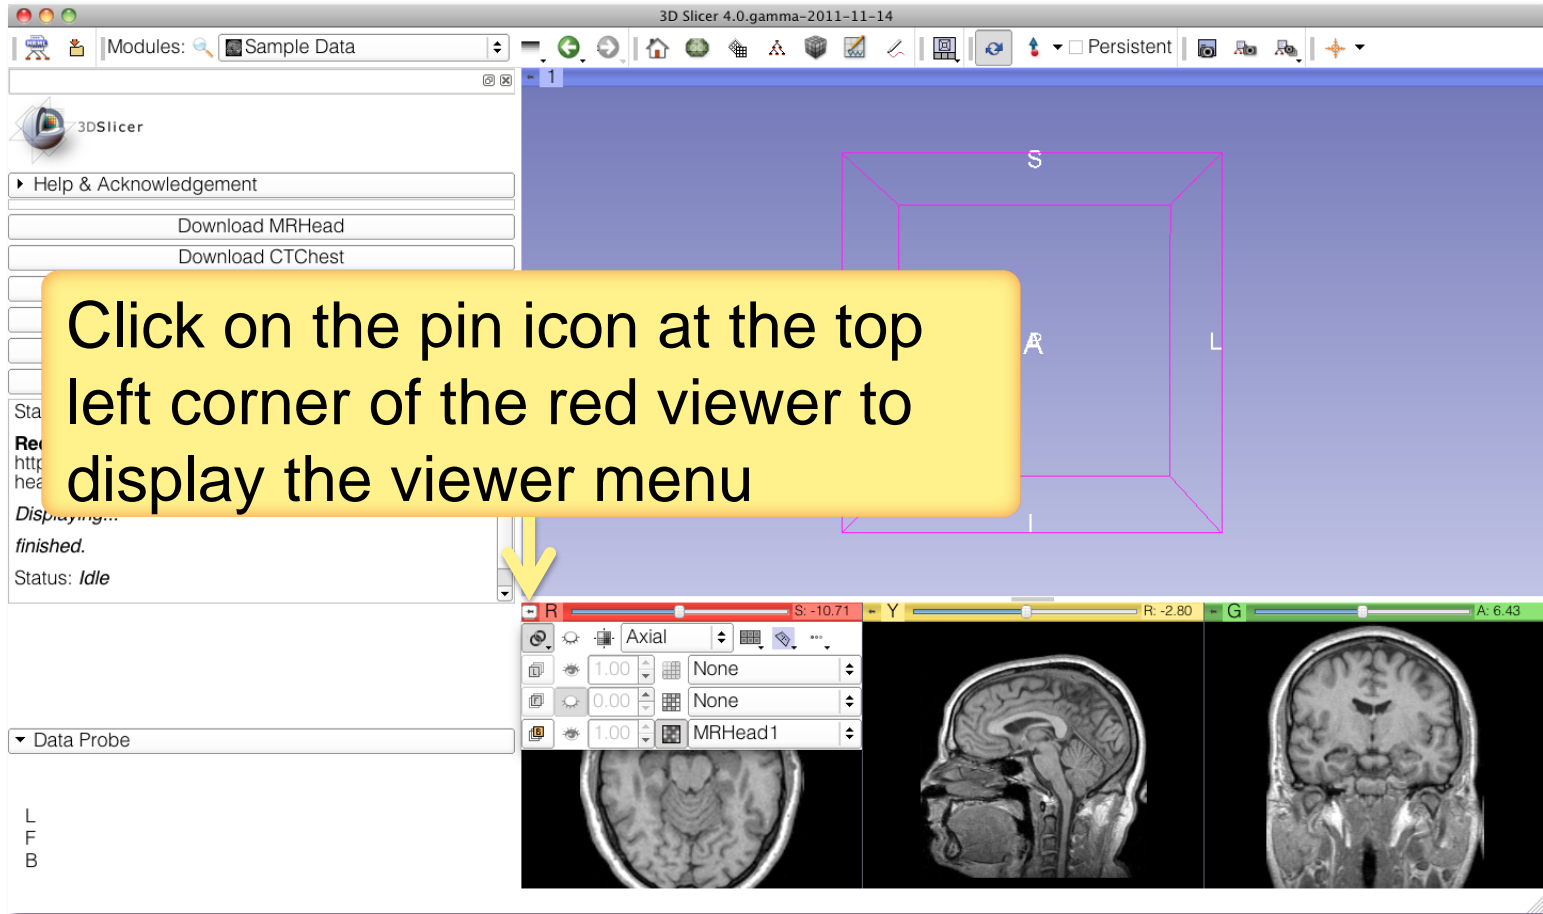 3D Slicer 4.0.gamma-2011-11-14
Modules: Sample Data
Persistent
1
3DSlicer
Help & Acknowledgement
Download MRHead
Download CTChest
Click on the pin icon at the top
left corner of the red viewer to
display the viewer menu
finished.
Status: Idle
S
A
L
I
R S: -10.71
Y R: -2.80
G A: 6.43
Axial
1.00 None
0.00 None
1.00 MRHead1
Data Probe
L
F
B